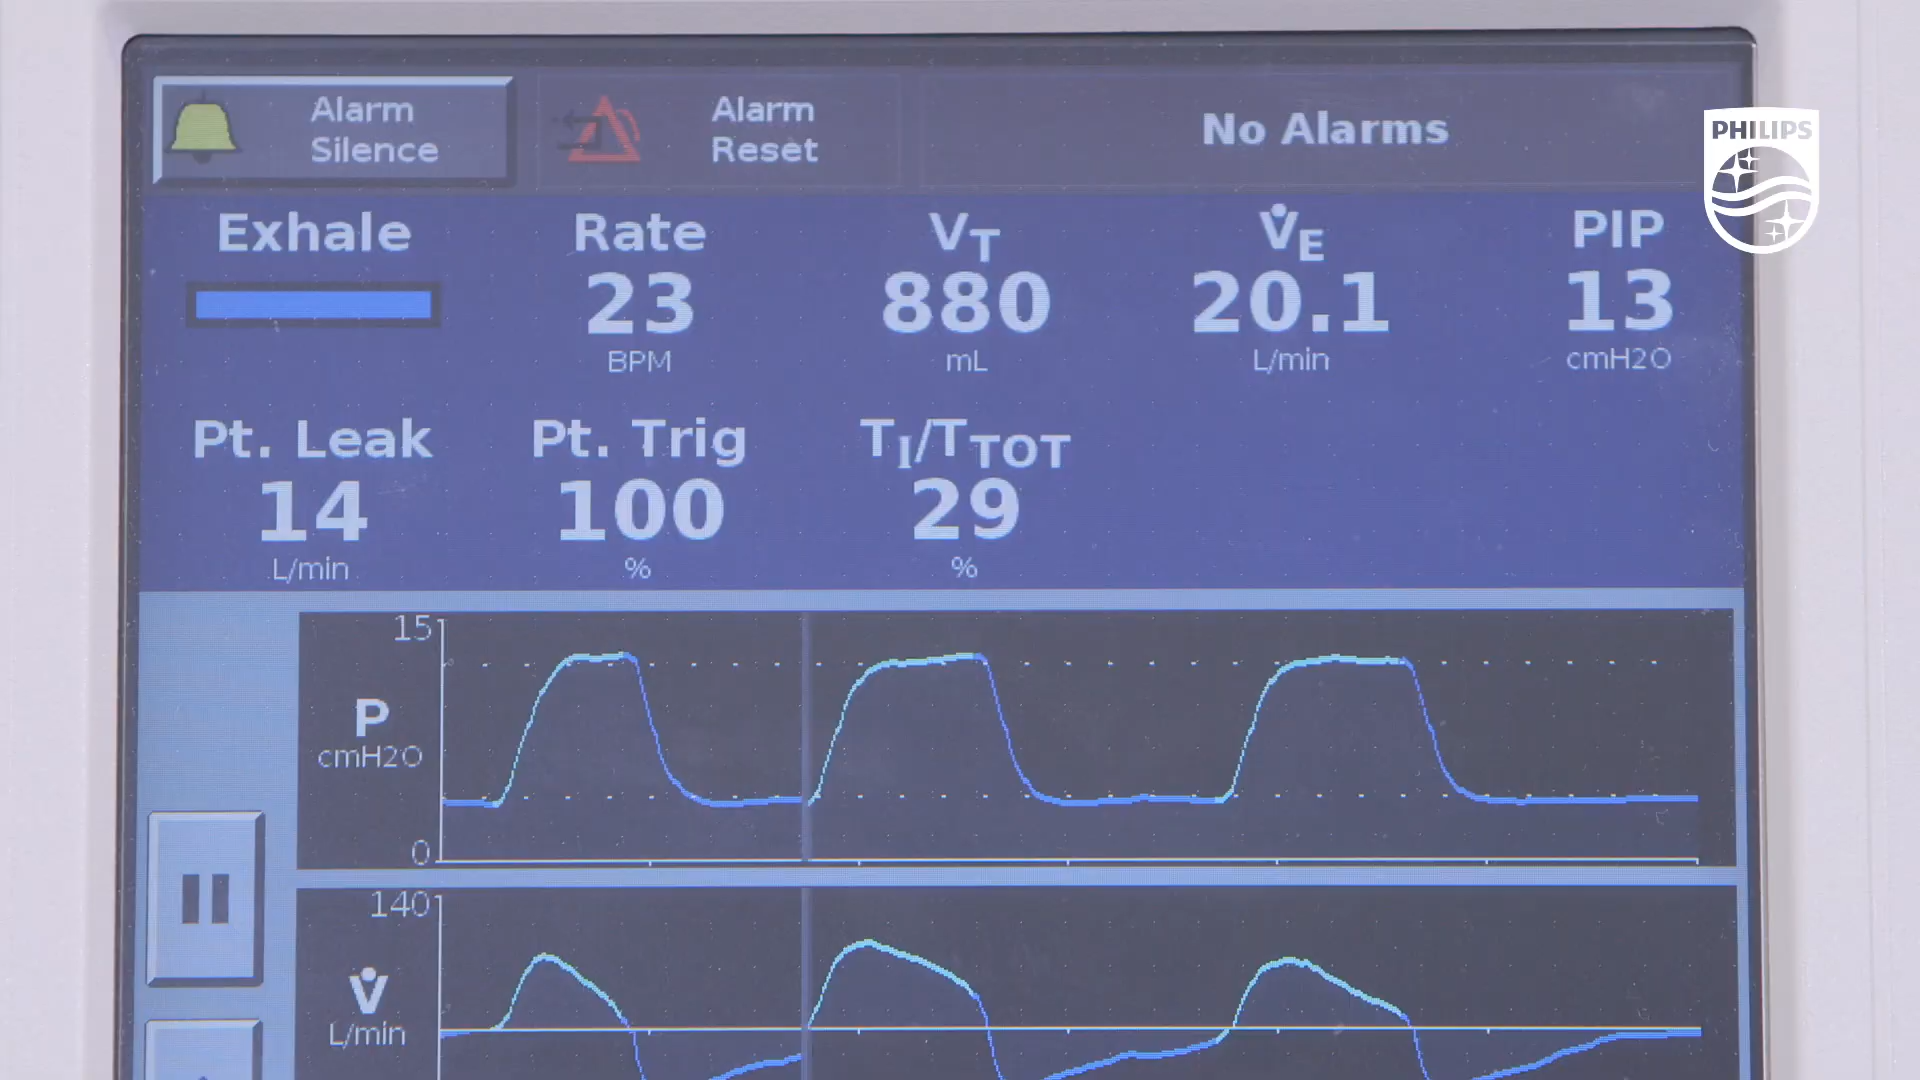 Alarm
Silence
Alarm
Reset
No Alarms
PHILIPS
Exhale
Rate
23
BPM
VT
880
mL
V̇E
20.1
L/min
PIP
13
cmH2O
Pt. Leak
14
L/min
Pt. Trig
100
%
TI/TTOT
29
%
15
P
cmH2O
0
140
V̇
L/min